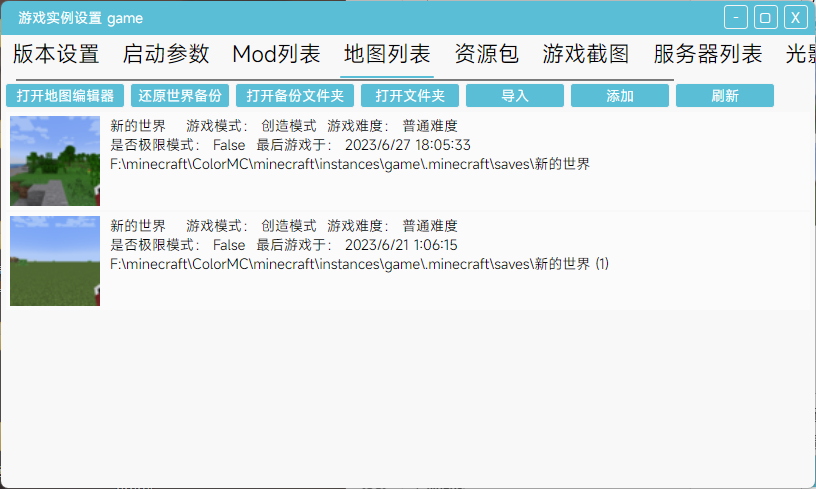 游戏实例设置 game
- X
版本设置 启动参数 Mod列表 地图列表 资源包 游戏截图 服务器列表
打开地图编辑器 还原世界备份 打开备份文件夹 打开文件夹 导入 添加 刷新
新的世界 游戏模式： 创造模式 游戏难度： 普通难度
是否极限模式： False 最后游戏于： 2023/6/27 18:05:33
F:\minecraft\ColorMC\minecraft\instances\game\.minecraft\saves\新的世界
新的世界 游戏模式： 创造模式 游戏难度： 普通难度
是否极限模式： False 最后游戏于： 2023/6/21 1:06:15
F:\minecraft\ColorMC\minecraft\instances\game\.minecraft\saves\新的世界 (1)